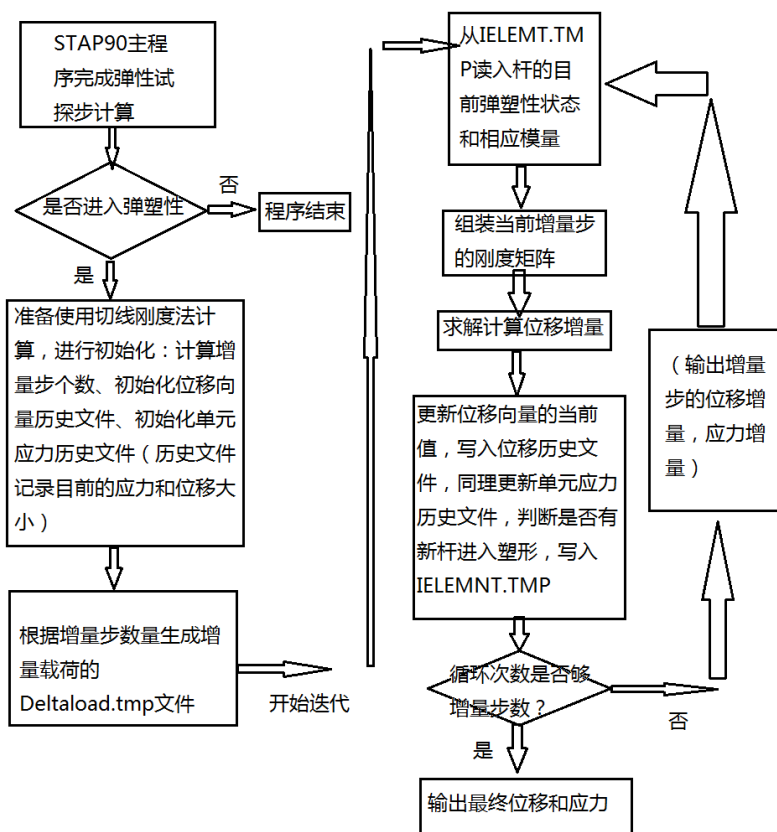 STAP90主程
序完成弹性试
探步计算
是否进入弹塑性
否
程序结束
是
准备使用切线刚度法计
算，进行初始化：计算增
量步个数、初始化位移向
量历史文件、初始化单元
应力历史文件（历史文件
记录目前的应力和位移大
小）
根据增量步数量生成增
量载荷的
Deltaload.tmp文件
开始迭代
从IELEMT.TM
P读入杆的目
前弹塑性状态
和相应模量
组装当前增量步
的刚度矩阵
求解计算位移增量
更新位移向量的当前
值，写入位移历史文
件，同理更新单元应力
历史文件，判断是否有
新杆进入塑形，写入
IELEMNT.TMP
循环次数是否够
增量步数？
否
是
输出最终位移和应力
（输出增量
步的位移增
量，应力增
量）